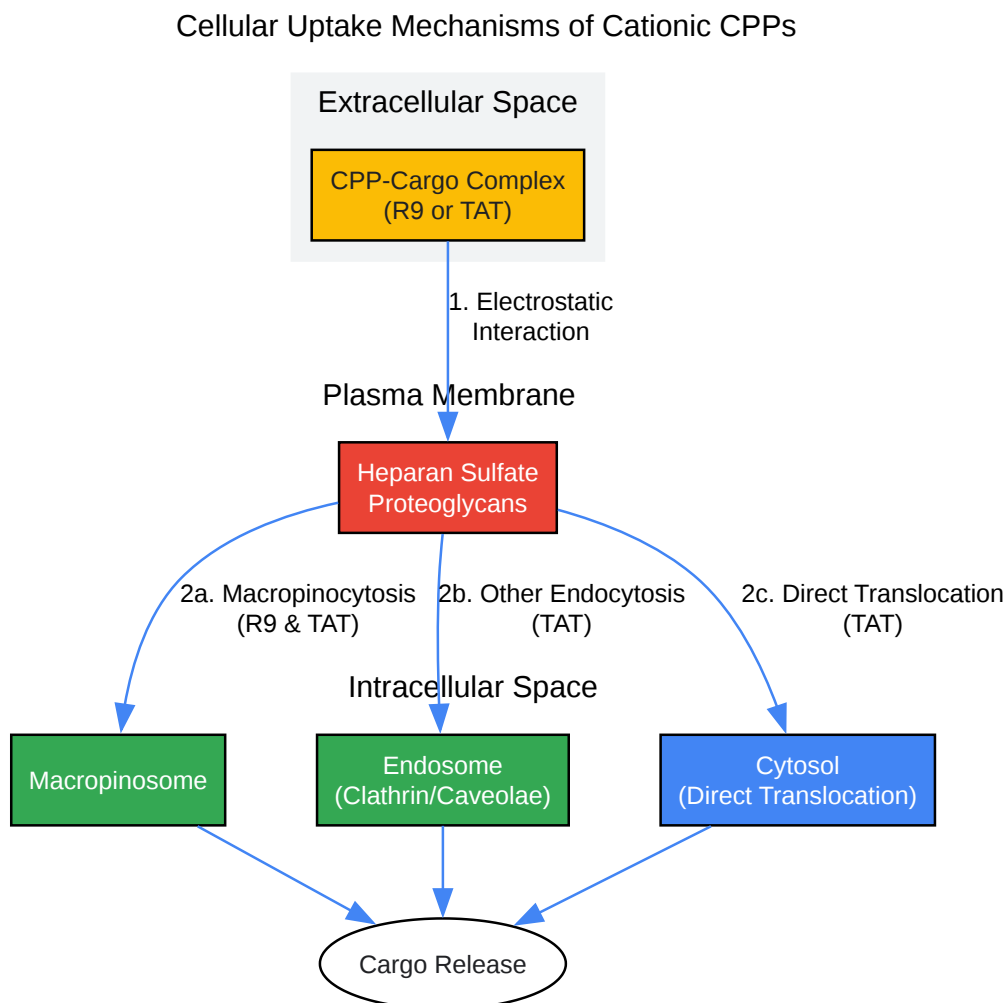 Cellular Uptake Mechanisms of Cationic CPPs
Extracellular Space
CPP-Cargo Complex
(R9 or TAT)
1. Electrostatic
Interaction
Plasma Membrane
Heparan Sulfate
Proteoglycans
2a. Macropinocytosis
(R9 & TAT)
2b. Other Endocytosis
(TAT)
2c. Direct Translocation
(TAT)
Intracellular Space
Macropinosome
Endosome
(Clathrin/Caveolae)
Cytosol
(Direct Translocation)
Cargo Release